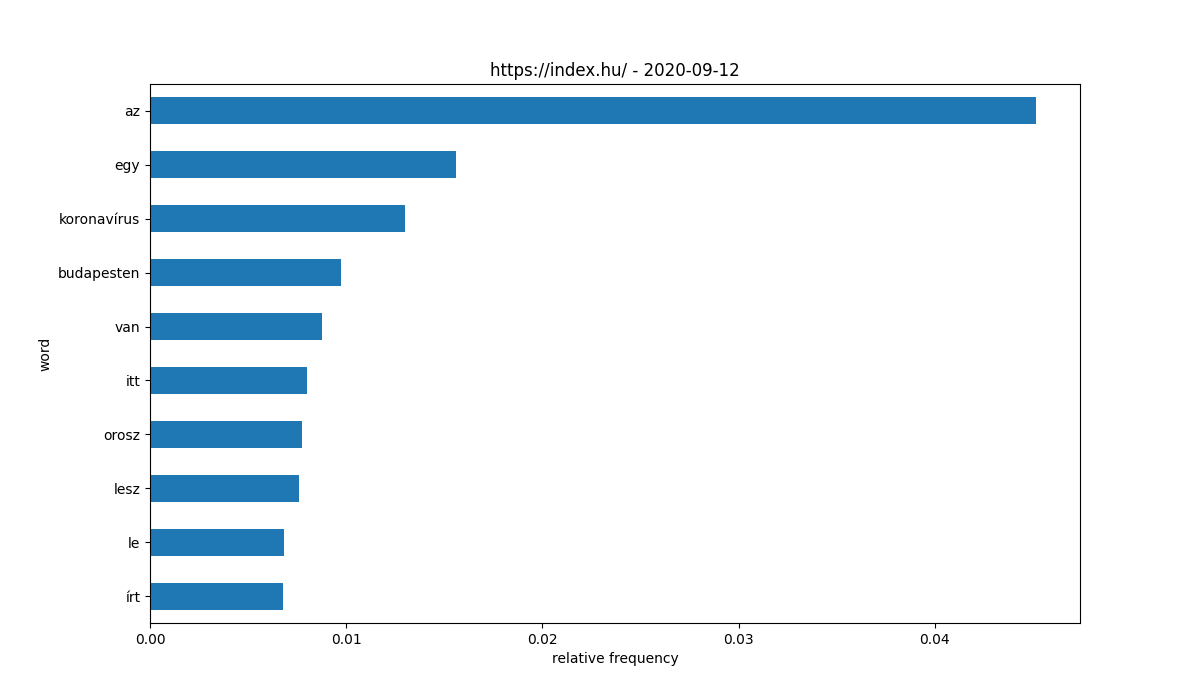 https://index.hu/ - 2020-09-12
az
egy
koronavírus
budapesten
van
itt
orosz
lesz
le
írt
word
0.00 0.01 0.02 0.03 0.04
relative frequency